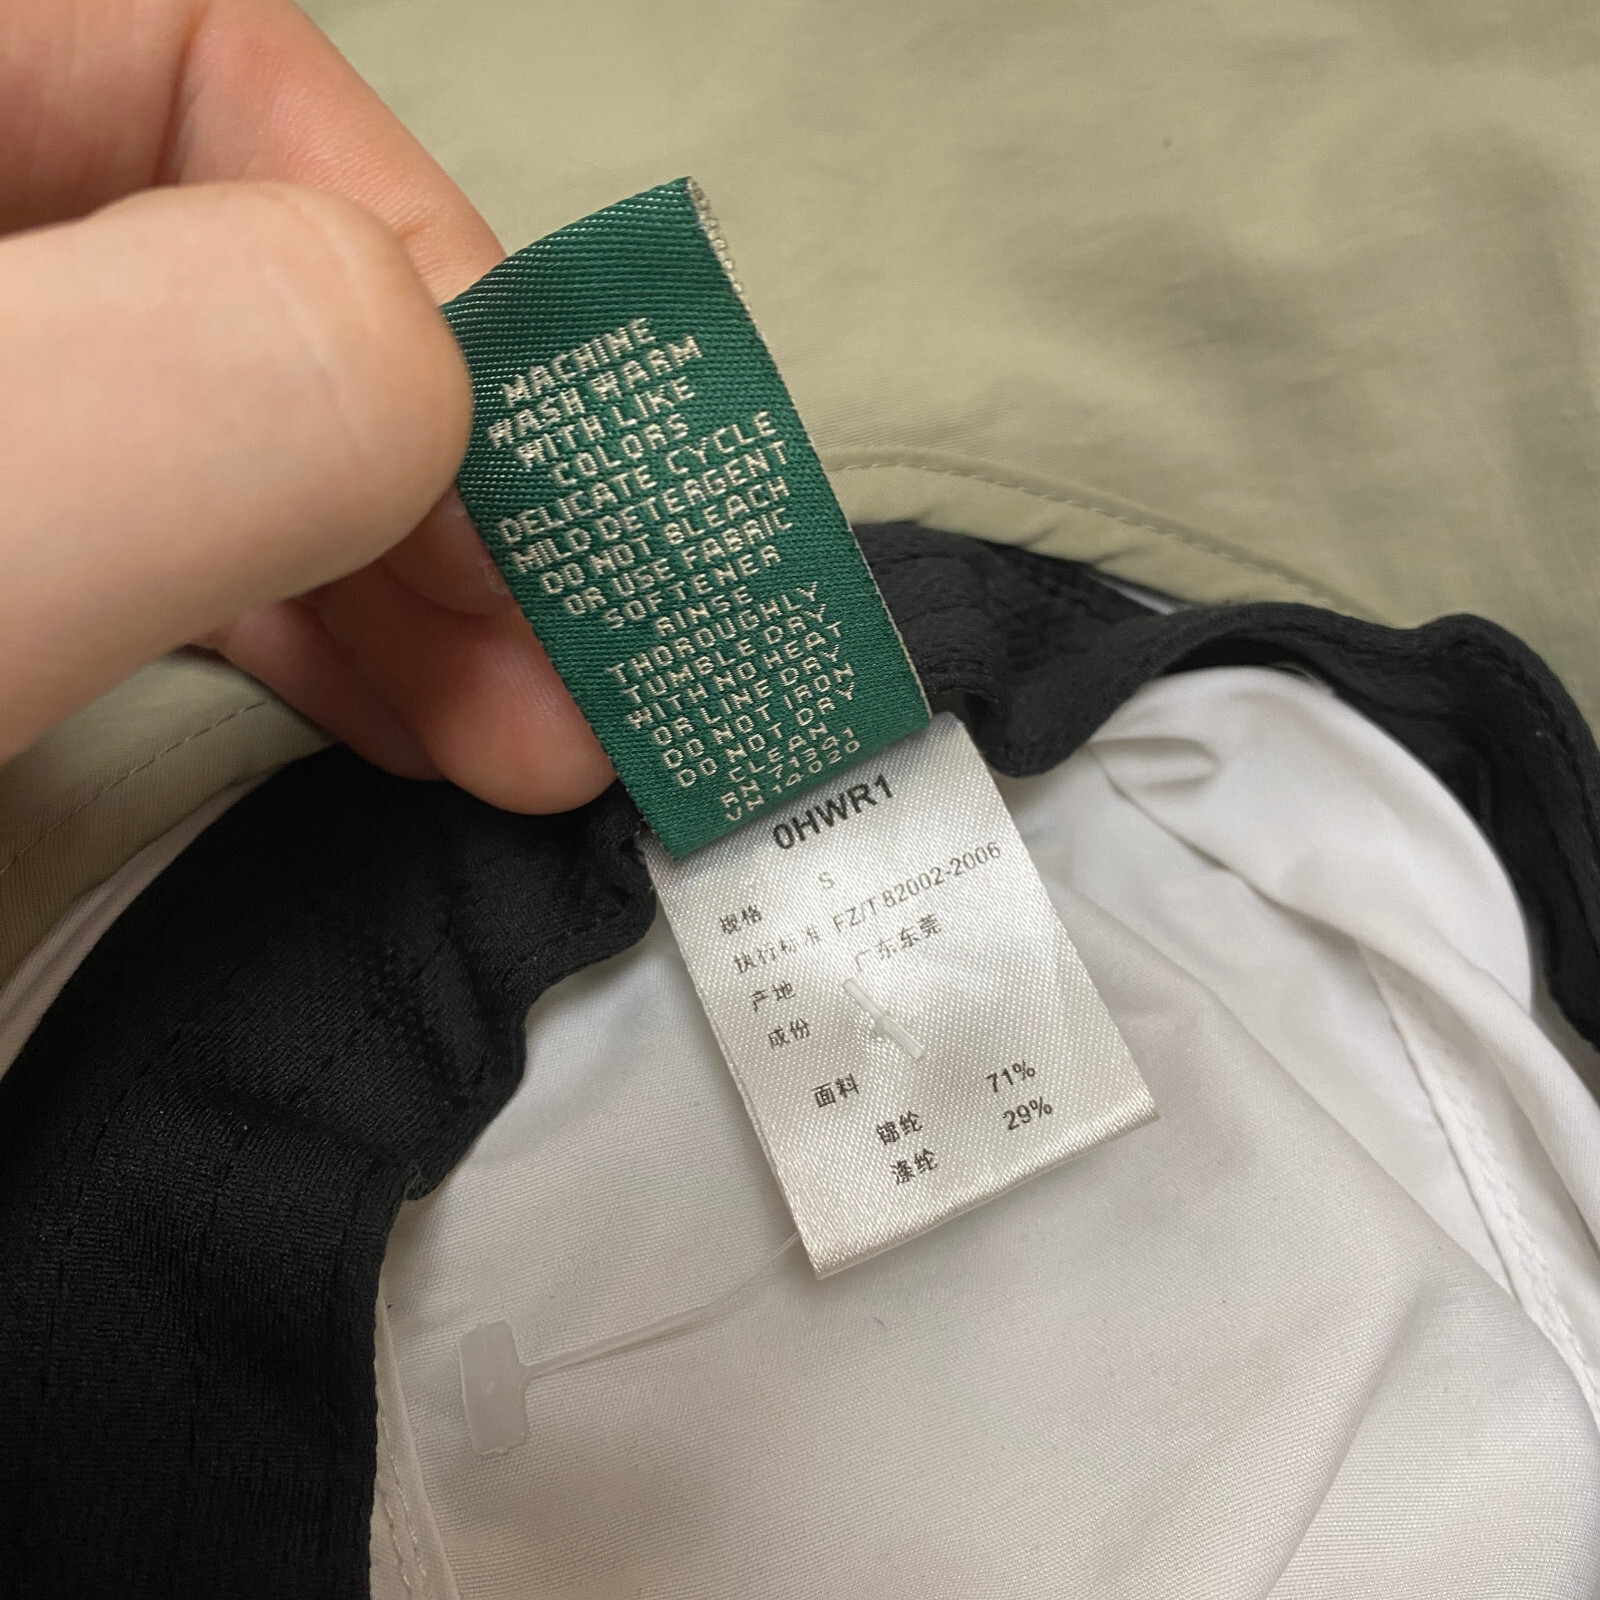 MACHINE
WASH WARM
WITH LIKE
COLORS
DELICATE CYCLE
MILD DETERGENT
DO NOT BLEACH
OR USE FABRIC
SOFTENER
RINSE
THOROUGHLY
TUMBLE DRY
WITH NO HEAT
OR LINE DRY
DO NOT IRON
DO NOT DRY
CLEAN
RN 71341
JN 14020
0HWR1
规格 S
执行标准 FZ/T 82002-2006
产地 广东东莞
成份
面料
锦纶 71%
涤纶 29%